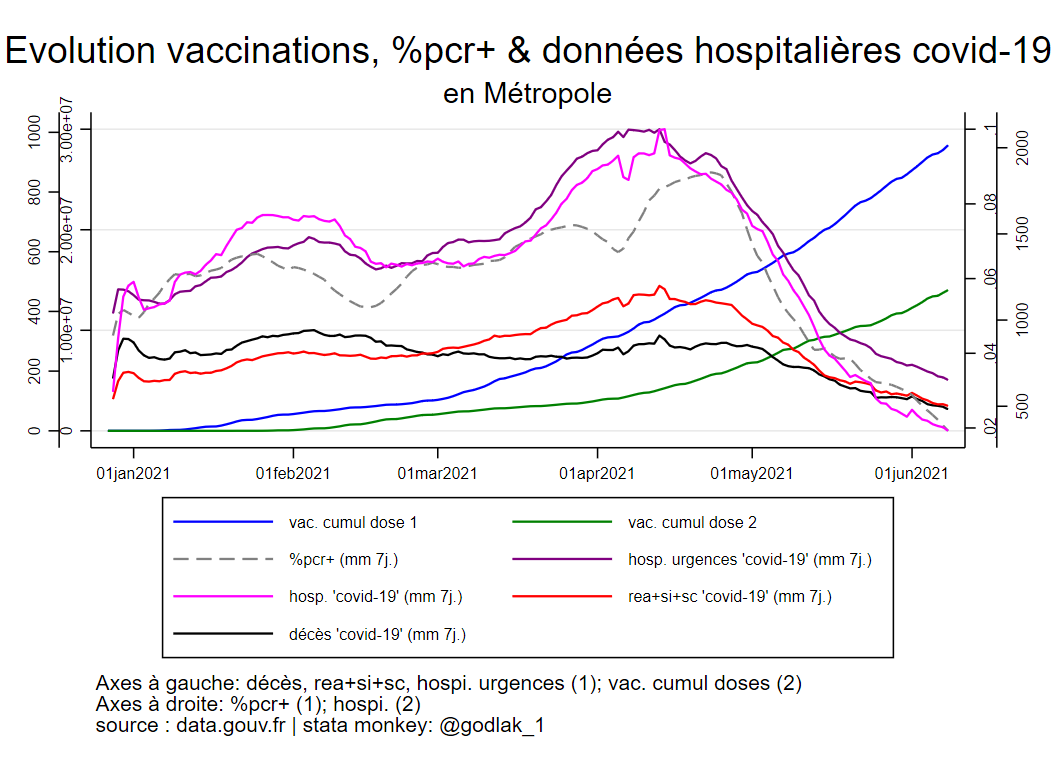 Evolution vaccinations, %pcr+ & données hospitalières covid-19
en Métropole
1000
800
600
400
200
0
3.00e+07
2.00e+07
1.00e+07
0
.1
.08
.06
.04
.02
2000
1500
1000
500
01jan2021 01feb2021 01mar2021 01apr2021 01may2021 01jun2021
vac. cumul dose 1 vac. cumul dose 2
%pcr+ (mm 7j.) hosp. urgences 'covid-19' (mm 7j.)
hosp. 'covid-19' (mm 7j.) rea+si+sc 'covid-19' (mm 7j.)
décès 'covid-19' (mm 7j.)
Axes à gauche: décès, rea+si+sc, hospi. urgences (1); vac. cumul doses (2)
Axes à droite: %pcr+ (1); hospi. (2)
source : data.gouv.fr | stata monkey: @godlak_1